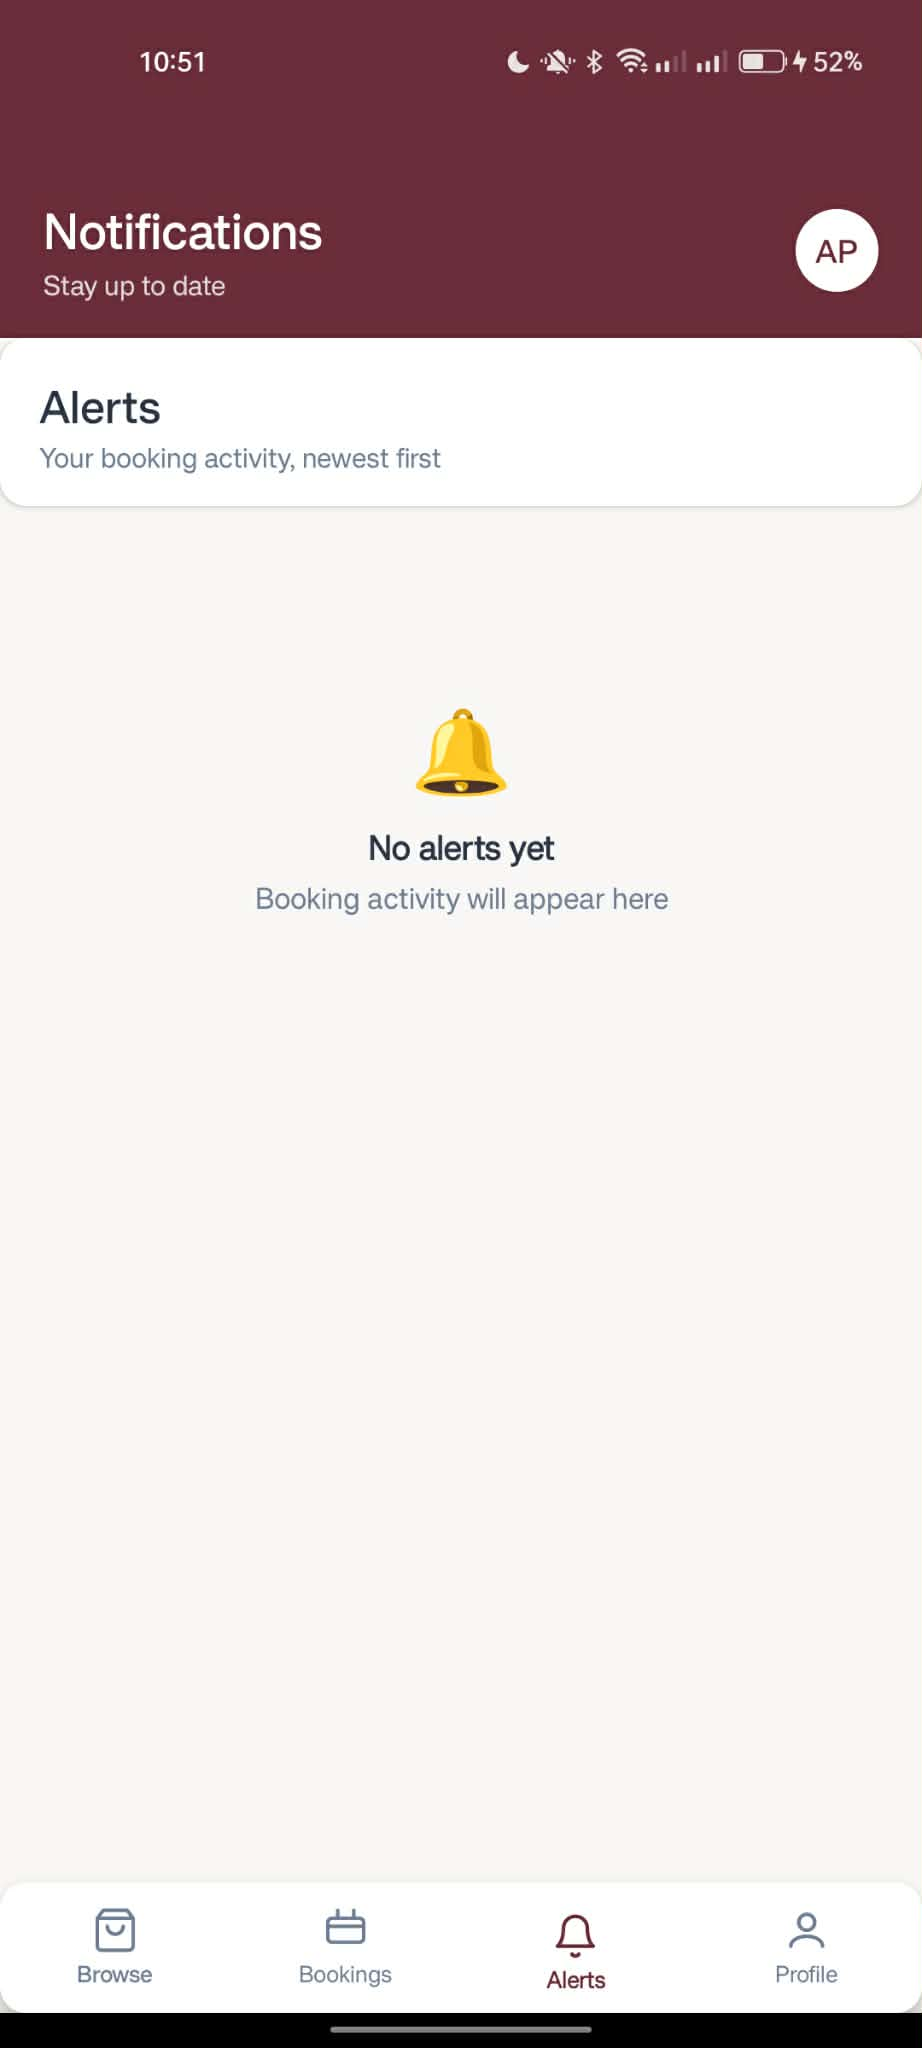 10:51
52%
Notifications
Stay up to date
AP
Alerts
Your booking activity, newest first
No alerts yet
Booking activity will appear here
Browse
Bookings
Alerts
Profile